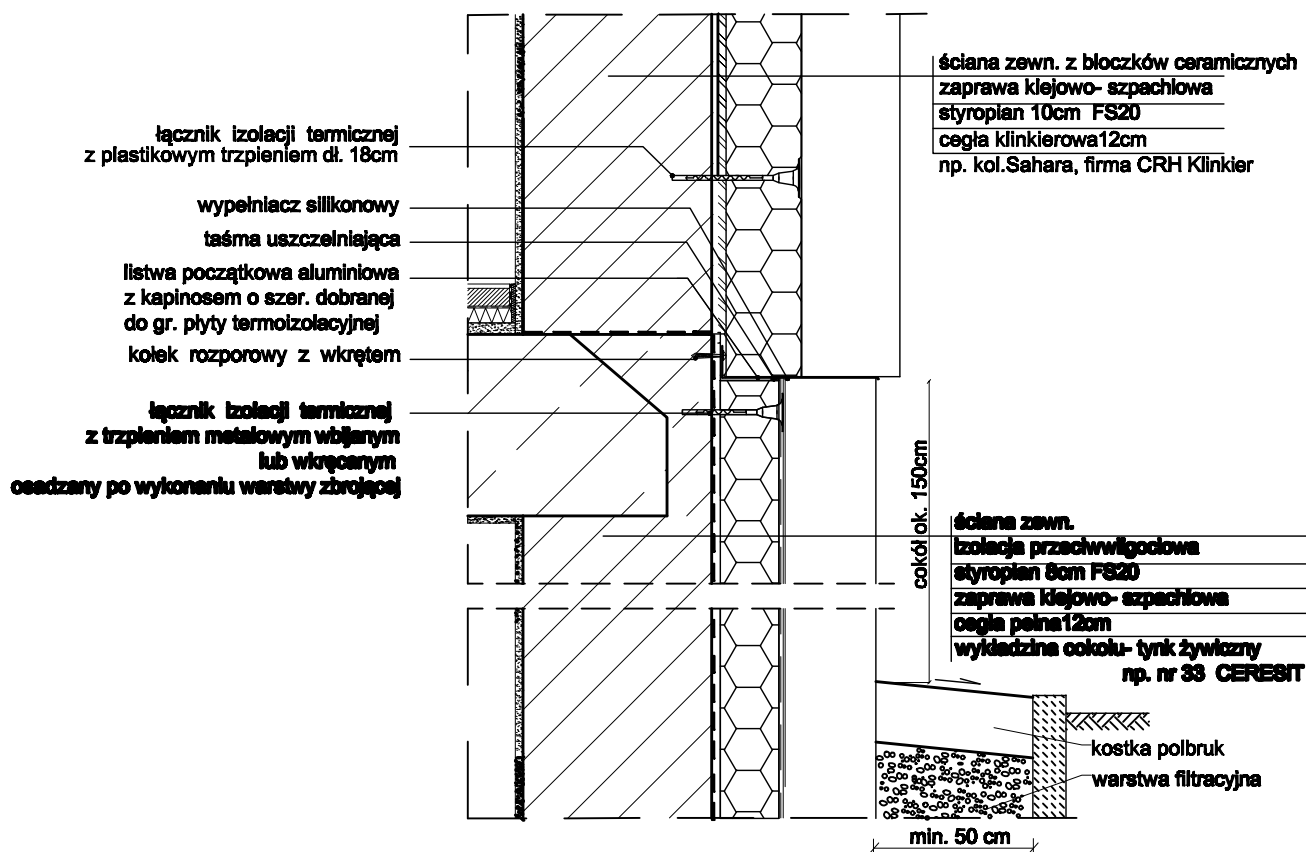 ściana zewn. z bloczków ceramicznych
zaprawa klejowo- szpachlowa
styropian 10cm FS20
cegła klinkierowa12cm
np. kol.Sahara, firma CRH Klinkier
łącznik izolacji termicznej
z plastikowym trzpieniem dł. 18cm
wypełniacz silikonowy
taśma uszczelniająca
listwa początkowa aluminiowa
z kapinosem o szer. dobranej
do gr. płyty termoizolacyjnej
kołek rozporowy z wkrętem
łącznik izolacji termicznej
z trzpieniem metalowym wbijanym
lub wkręcanym
osadzany po wykonaniu warstwy zbrojącej
cokół ok. 150cm
ściana zewn.
izolacja przeciwwilgociowa
styropian 8cm FS20
zaprawa klejowo- szpachlowa
cegła pełna12cm
wykładzina cokołu- tynk żywiczny
np. nr 33 CERESIT
kostka polbruk
warstwa filtracyjna
min. 50 cm